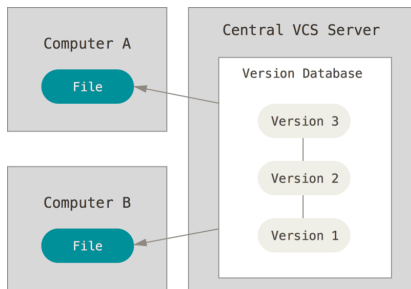 Computer A
File
Computer B
File
Central VCS Server
Version Database
Version 3
Version 2
Version 1